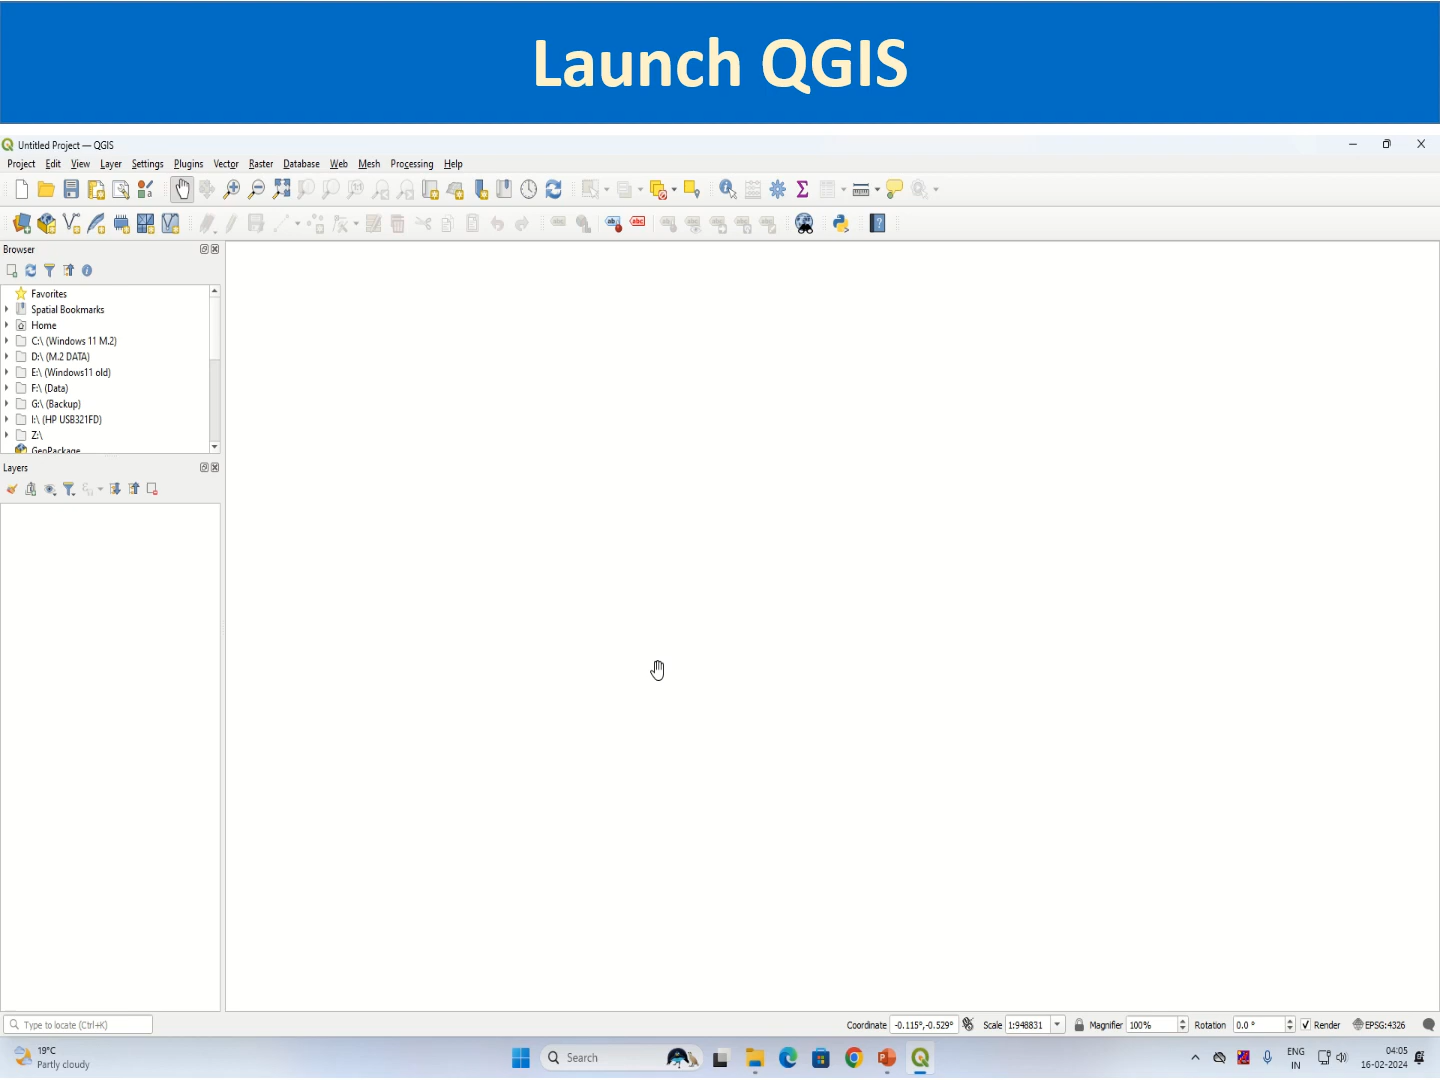 Launch QGIS
Untitled Project — QGIS
Project Edit View Layer Settings Plugins Vector Raster Database Web Mesh Processing Help
Browser
Favorites
Spatial Bookmarks
Home
C:\ (Windows 11 M.2)
D:\ (M.2 DATA)
E:\ (Windows11 old)
F:\ (Data)
G:\ (Backup)
I:\ (HP USB321FD)
Z:\
GeoPackage
Layers
Type to locate (Ctrl+K) Coordinate -0.115°,-0.529° Scale 1:948831 Magnifier 100% Rotation 0.0 ° Render EPSG:4326
19°C
Partly cloudy
Search
ENG
IN
04:05
16-02-2024